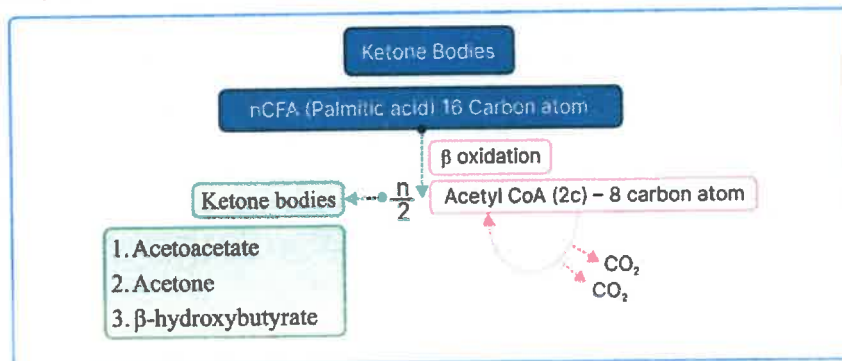 Ketone Bodies
nCFA (Palmitic acid) 16 Carbon atom
β oxidation
Ketone bodies
n
2
Acetyl CoA (2c) – 8 carbon atom
1. Acetoacetate
2. Acetone
3. β-hydroxybutyrate
CO₂
CO₂